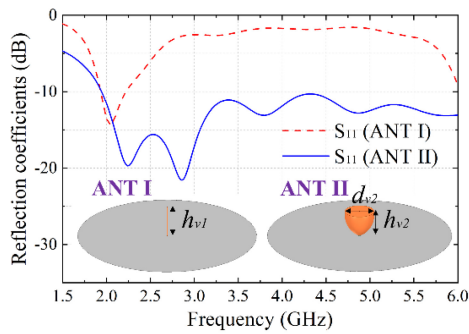 0
-10
-20
-30
Reflection coefficients (dB)
S11 (ANT I)
S11 (ANT II)
ANT I
ANT II
hv1
dv2
hv2
1.5 2.0 2.5 3.0 3.5 4.0 4.5 5.0 5.5 6.0
Frequency (GHz)